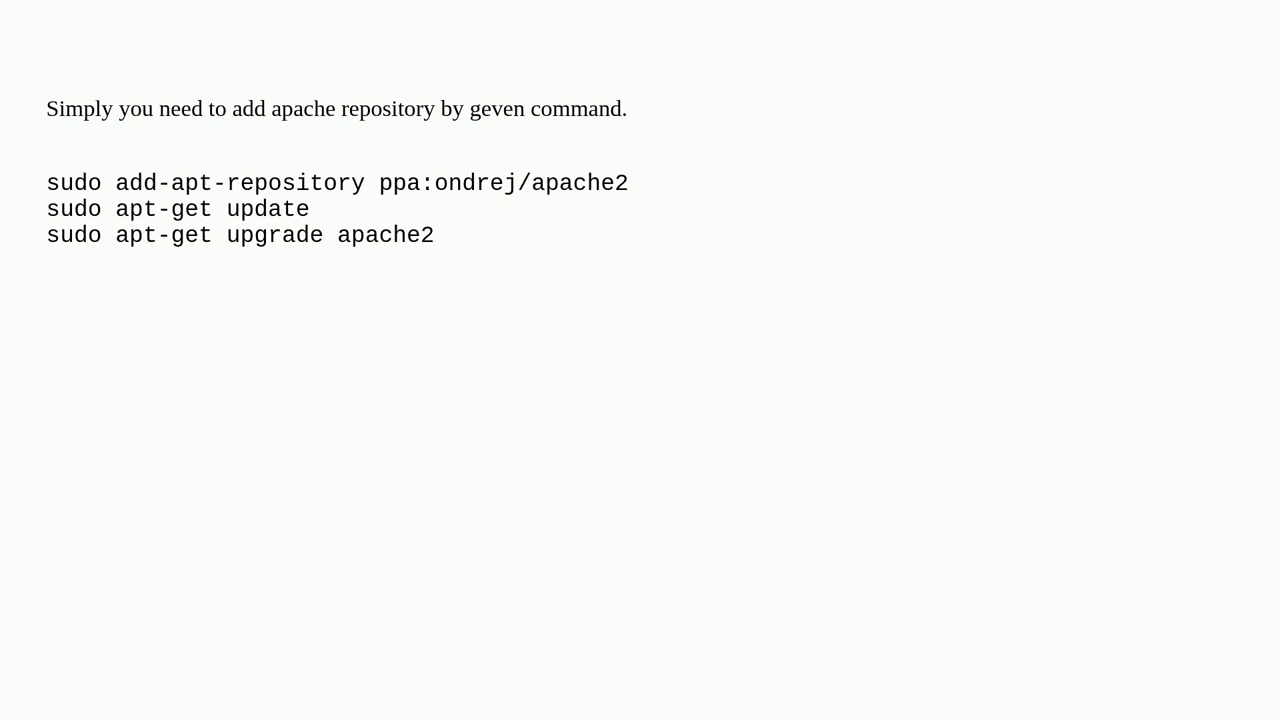 Simply you need to add apache repository by geven command.
sudo add-apt-repository ppa:ondrej/apache2
sudo apt-get update
sudo apt-get upgrade apache2